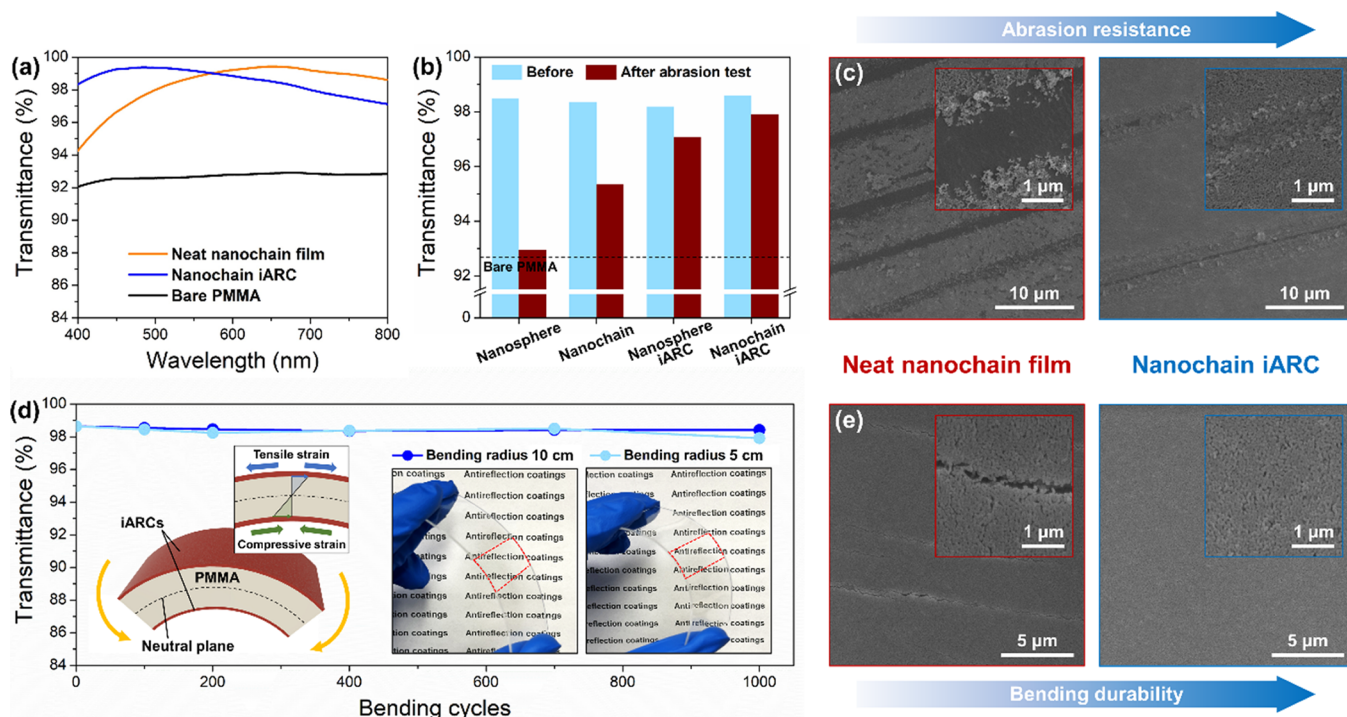 Abrasion resistance
(a)
Transmittance (%)
100
98
96
94
92
90
88
86
84
Neat nanochain film
Nanochain iARC
Bare PMMA
400
500
600
700
800
Wavelength (nm)
(b)
Transmittance (%)
100
98
96
94
92
0
Before
After abrasion test
Bare PMMA
Nanosphere
Nanochain
Nanosphere
iARC
Nanochain
iARC
(c)
1 µm
10 µm
1 µm
10 µm
Neat nanochain film
Nanochain iARC
(d)
Transmittance (%)
100
98
96
94
92
90
88
86
84
Tensile strain
Compressive strain
iARCs
PMMA
Neutral plane
Bending radius 10 cm
Bending radius 5 cm
Antireflection coatings
0
200
400
600
800
1000
Bending cycles
(e)
1 µm
5 µm
1 µm
5 µm
Bending durability